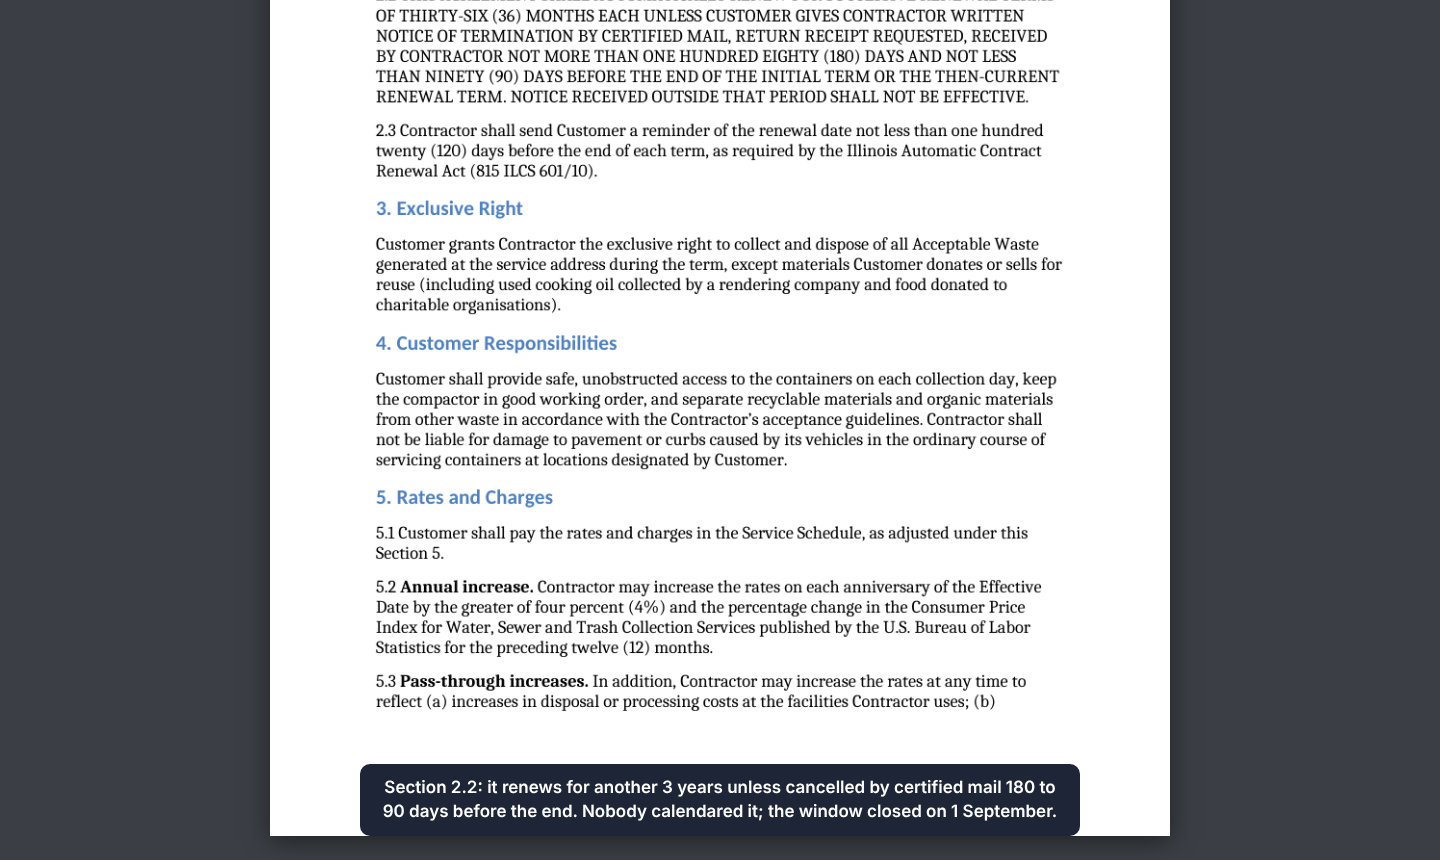 OF THIRTY-SIX (36) MONTHS EACH UNLESS CUSTOMER GIVES CONTRACTOR WRITTEN
NOTICE OF TERMINATION BY CERTIFIED MAIL, RETURN RECEIPT REQUESTED, RECEIVED
BY CONTRACTOR NOT MORE THAN ONE HUNDRED EIGHTY (180) DAYS AND NOT LESS
THAN NINETY (90) DAYS BEFORE THE END OF THE INITIAL TERM OR THE THEN-CURRENT
RENEWAL TERM. NOTICE RECEIVED OUTSIDE THAT PERIOD SHALL NOT BE EFFECTIVE.
2.3 Contractor shall send Customer a reminder of the renewal date not less than one hundred
twenty (120) days before the end of each term, as required by the Illinois Automatic Contract
Renewal Act (815 ILCS 601/10).
3. Exclusive Right
Customer grants Contractor the exclusive right to collect and dispose of all Acceptable Waste
generated at the service address during the term, except materials Customer donates or sells for
reuse (including used cooking oil collected by a rendering company and food donated to
charitable organisations).
4. Customer Responsibilities
Customer shall provide safe, unobstructed access to the containers on each collection day, keep
the compactor in good working order, and separate recyclable materials and organic materials
from other waste in accordance with the Contractor's acceptance guidelines. Contractor shall
not be liable for damage to pavement or curbs caused by its vehicles in the ordinary course of
servicing containers at locations designated by Customer.
5. Rates and Charges
5.1 Customer shall pay the rates and charges in the Service Schedule, as adjusted under this
Section 5.
5.2 Annual increase. Contractor may increase the rates on each anniversary of the Effective
Date by the greater of four percent (4%) and the percentage change in the Consumer Price
Index for Water, Sewer and Trash Collection Services published by the U.S. Bureau of Labor
Statistics for the preceding twelve (12) months.
5.3 Pass-through increases. In addition, Contractor may increase the rates at any time to
reflect (a) increases in disposal or processing costs at the facilities Contractor uses; (b)
Section 2.2: it renews for another 3 years unless cancelled by certified mail 180 to
90 days before the end. Nobody calendared it; the window closed on 1 September.